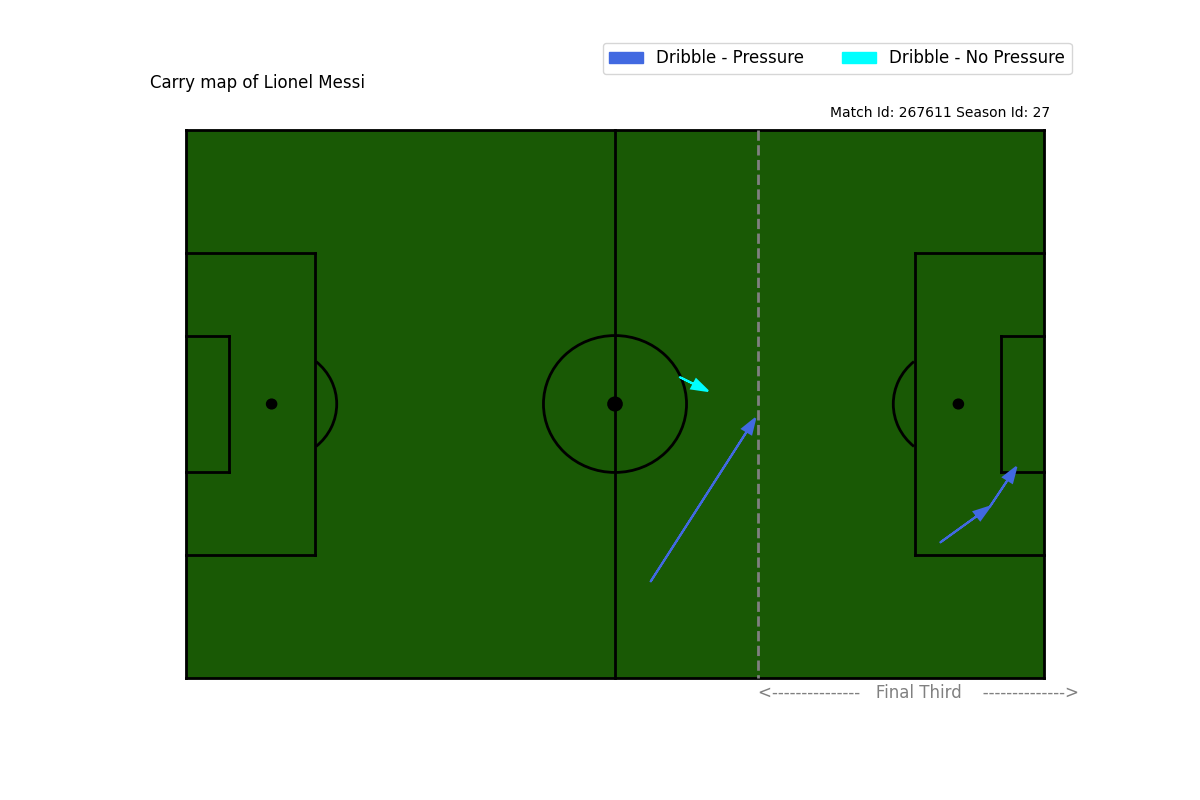 Dribble - Pressure
Dribble - No Pressure
Carry map of Lionel Messi
Match Id: 267611 Season Id: 27
<--------------- Final Third -------------->